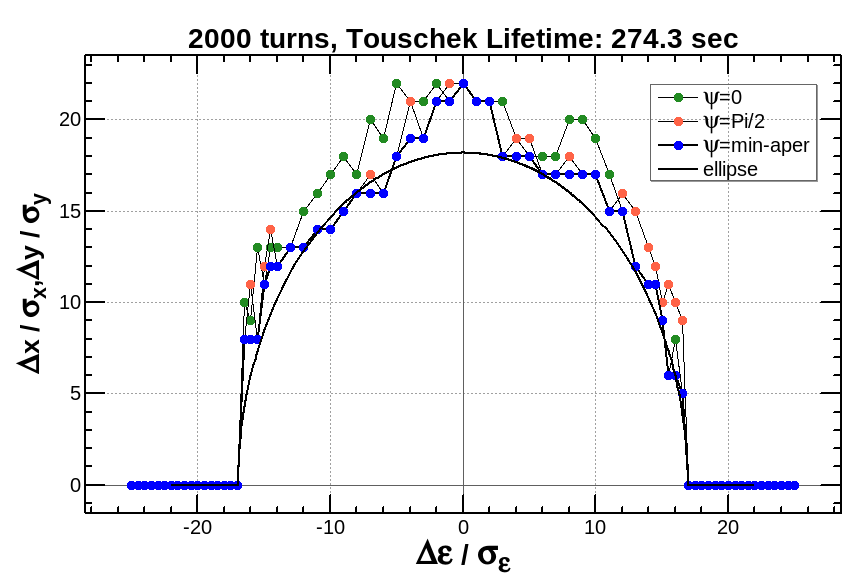 2000 turns, Touschek Lifetime: 274.3 sec
ψ=0
ψ=Pi/2
ψ=min-aper
ellipse
Δx / σx,Δy / σy
20
15
10
5
0
-20 -10 0 10 20
Δε / σε